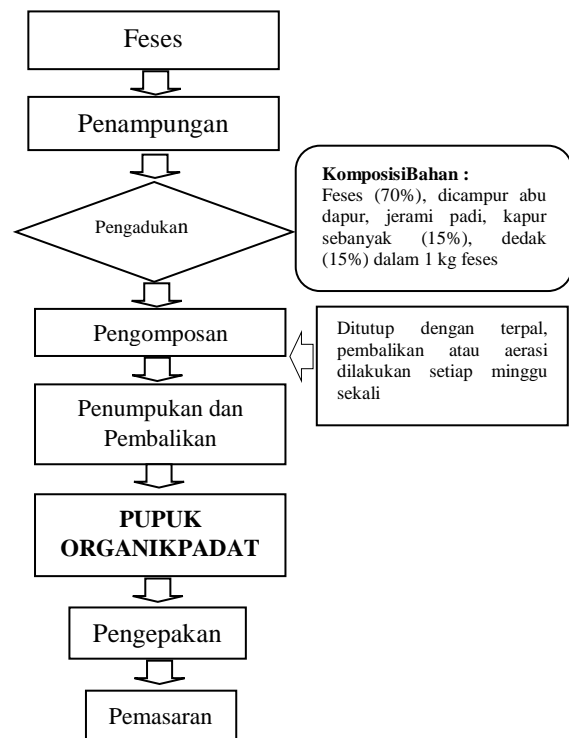 Feses
Penampungan
Pengadukan
KomposisiBahan :
Feses (70%), dicampur abu
dapur, jerami padi, kapur
sebanyak (15%), dedak
(15%) dalam 1 kg feses
Pengomposan
Ditutup dengan terpal,
pembalikan atau aerasi
dilakukan setiap minggu
sekali
Penumpukan dan
Pembalikan
PUPUK
ORGANIKPADAT
Pengepakan
Pemasaran